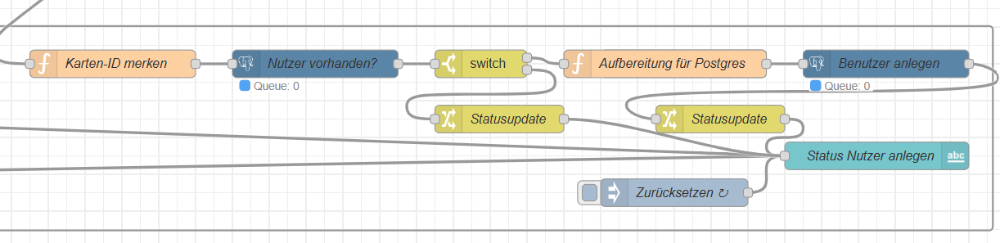 Karten-ID merken
Nutzer vorhanden?
switch
Aufbereitung für Postgres
Benutzer anlegen
Queue: 0
Queue: 0
Statusupdate
Statusupdate
Status Nutzer anlegen
abc
Zurücksetzen ↻